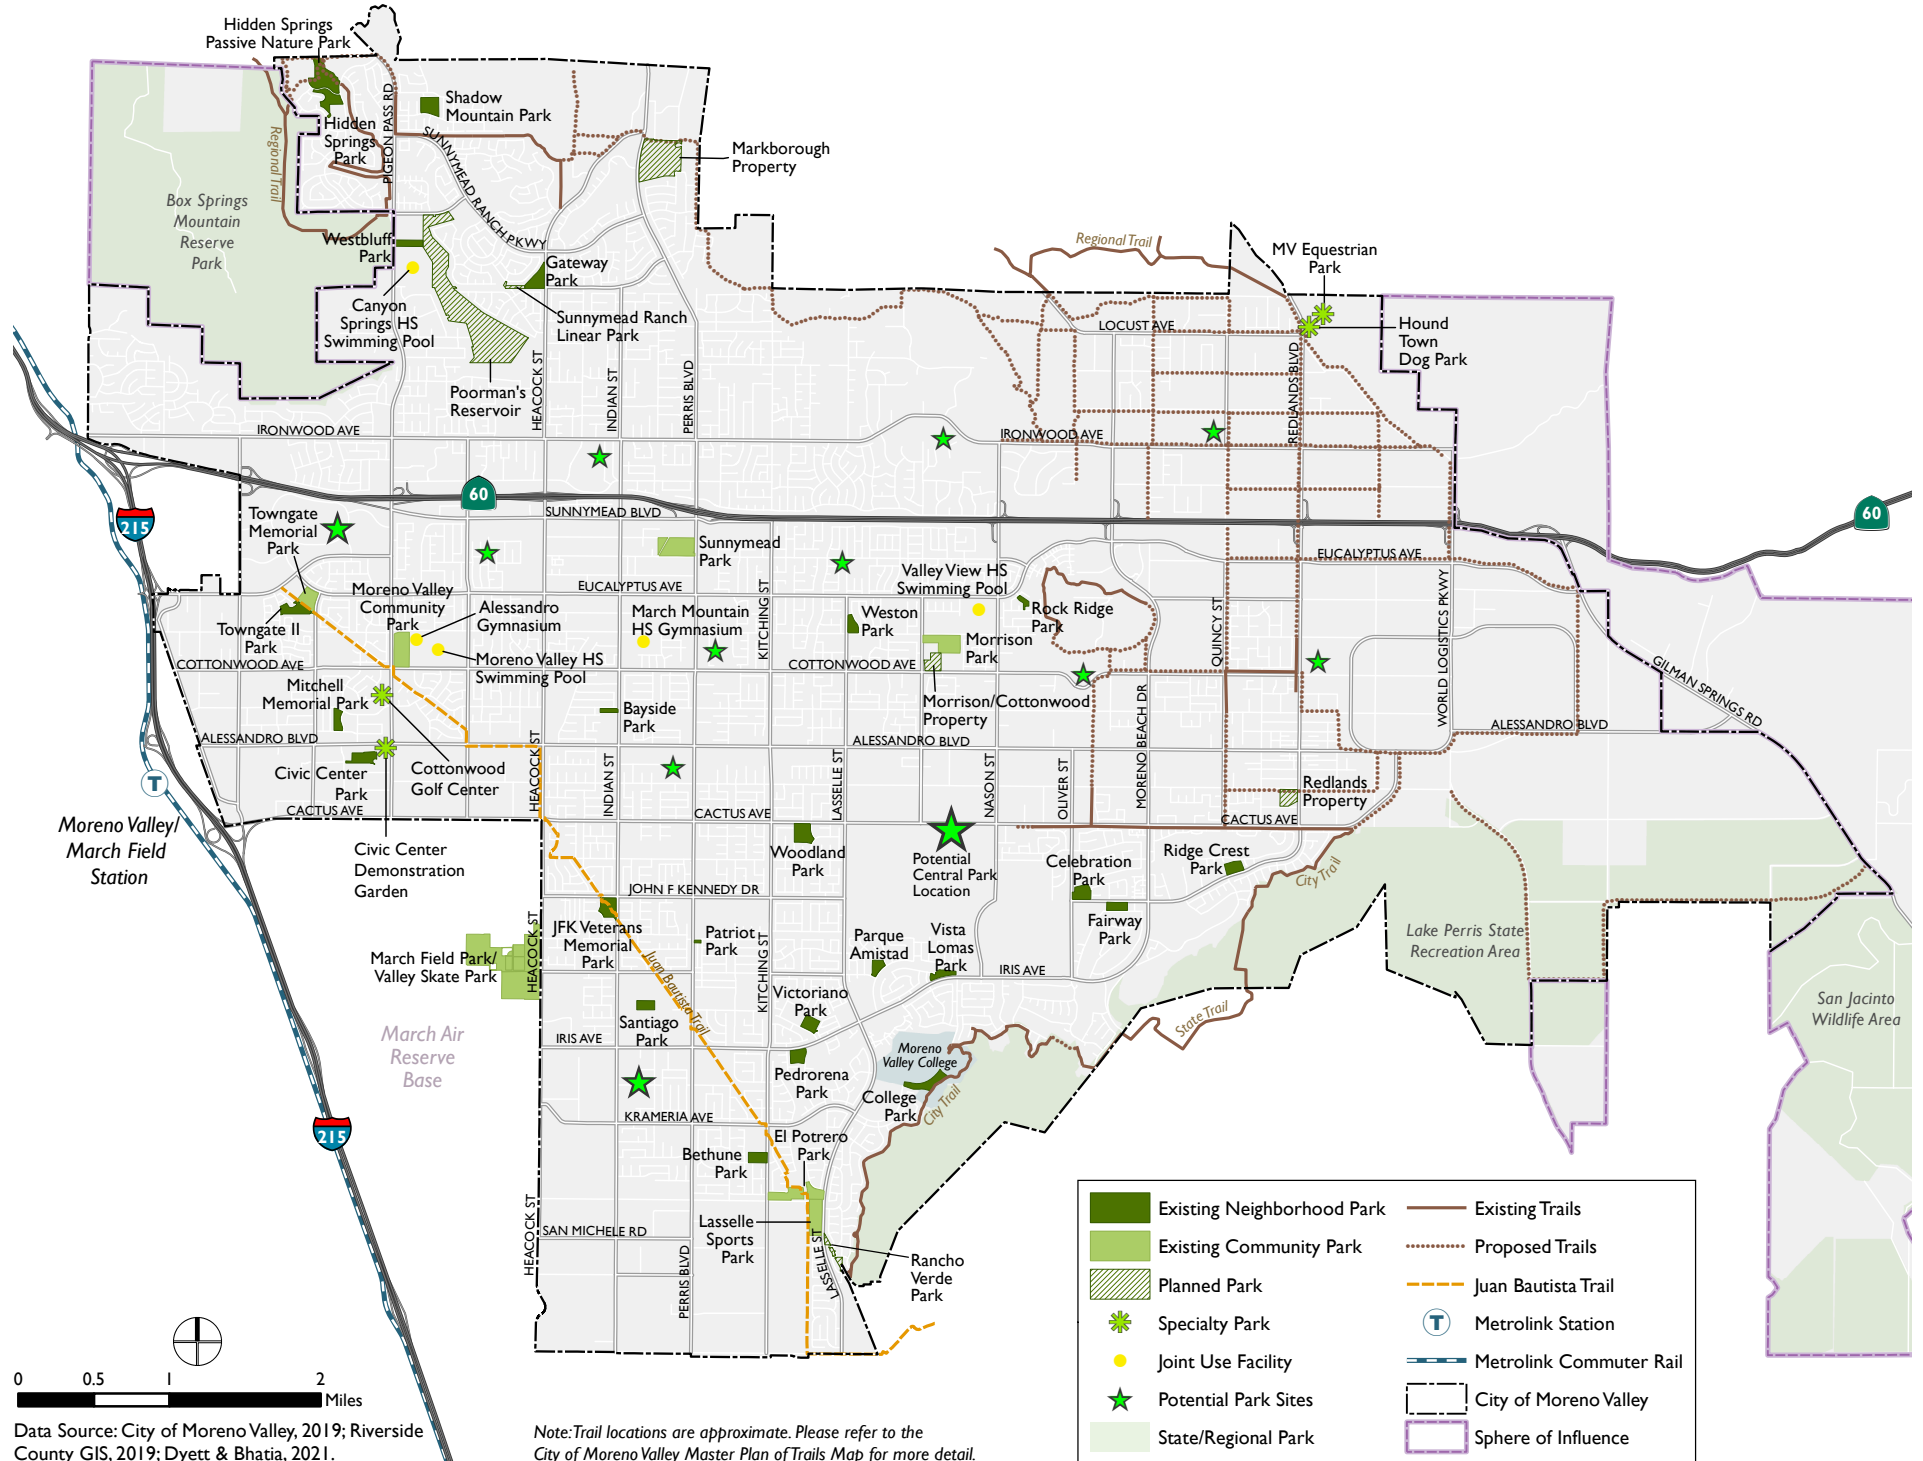 Hidden Springs
Passive Nature Park
Shadow
Mountain Park
Hidden
Springs
Park
PIGEON PASS RD
SUNNYMEAD RANCH PKWY
Regional Trail
Markborough
Property
Box Springs
Mountain
Reserve
Park
Westbluff
Park
Gateway
Park
Canyon
Springs HS
Swimming Pool
Sunnymead Ranch
Linear Park
Poorman's
Reservoir
HEACOCK ST
INDIAN ST
PERRIS BLVD
Regional Trail
MV Equestrian
Park
LOCUST AVE
Hound
Town
Dog Park
REDLANDS BLVD
IRONWOOD AVE
IRONWOOD AVE
60
SUNNYMEAD BLVD
60
215
Towngate
Memorial
Park
Sunnymead
Park
EUCALYPTUS AVE
EUCALYPTUS AVE
Moreno Valley
Community
Park
Alessandro
Gymnasium
March Mountain
HS Gymnasium
KITCHING ST
Valley View HS
Swimming Pool
Weston
Park
Rock Ridge
Park
Morrison
Park
QUINCY ST
WORLD LOGISTICS PKWY
Towngate II
Park
COTTONWOOD AVE
Moreno Valley HS
Swimming Pool
COTTONWOOD AVE
GILMAN SPRINGS RD
Mitchell
Memorial Park
Bayside
Park
Morrison/Cottonwood
Property
MORENO BEACH DR
ALESSANDRO BLVD
ALESSANDRO BLVD
ALESSANDRO BLVD
Civic Center
Park
Cottonwood
Golf Center
HEACOCK ST
INDIAN ST
LASSELLE ST
NASON ST
OLIVER ST
Redlands
Property
T
CACTUS AVE
CACTUS AVE
CACTUS AVE
Moreno Valley/
March Field
Station
Civic Center
Demonstration
Garden
Woodland
Park
Potential
Central Park
Location
Celebration
Park
Ridge Crest
Park
City Trail
JOHN F KENNEDY DR
Fairway
Park
HEACOCK ST
JFK Veterans
Memorial
Park
Patriot
Park
KITCHING ST
Parque
Amistad
Vista
Lomas
Park
Lake Perris State
Recreation Area
March Field Park/
Valley Skate Park
Juan Bautista Trail
IRIS AVE
Victoriano
Park
San Jacinto
Wildlife Area
Santiago
Park
State Trail
March Air
Reserve
Base
IRIS AVE
Moreno
Valley College
Pedrorena
Park
College
Park
City Trail
KRAMERIA AVE
215
El Potrero
Park
Bethune
Park
HEACOCK ST
SAN MICHELE RD
Lasselle
Sports
Park
PERRIS BLVD
LASSELLE ST
Rancho
Verde
Park
Existing Neighborhood Park
Existing Community Park
Planned Park
Specialty Park
Joint Use Facility
Potential Park Sites
State/Regional Park
Existing Trails
Proposed Trails
Juan Bautista Trail
T
Metrolink Station
Metrolink Commuter Rail
City of Moreno Valley
Sphere of Influence
0 0.5 1 2
Miles
Data Source: City of Moreno Valley, 2019; Riverside
County GIS, 2019; Dyett & Bhatia, 2021.
Note: Trail locations are approximate. Please refer to the
City of Moreno Valley Master Plan of Trails Map for more detail.